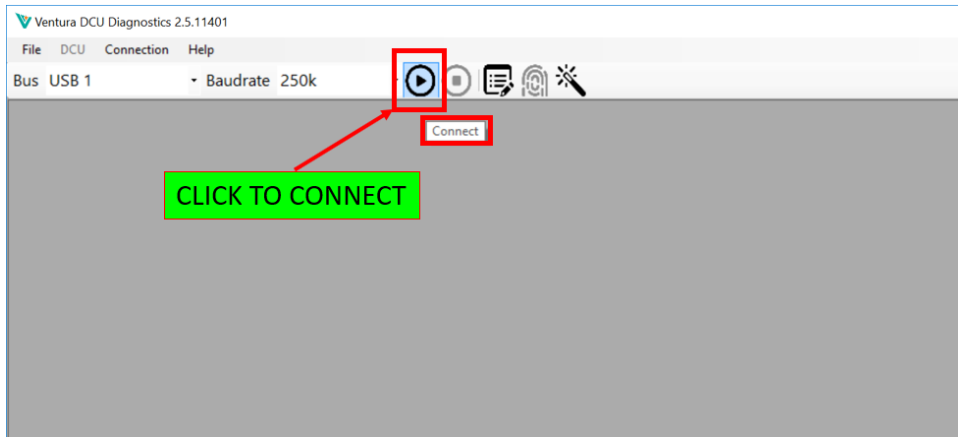 Ventura DCU Diagnostics 2.5.11401
File DCU Connection Help
Bus USB 1 Baudrate 250k
Connect
CLICK TO CONNECT